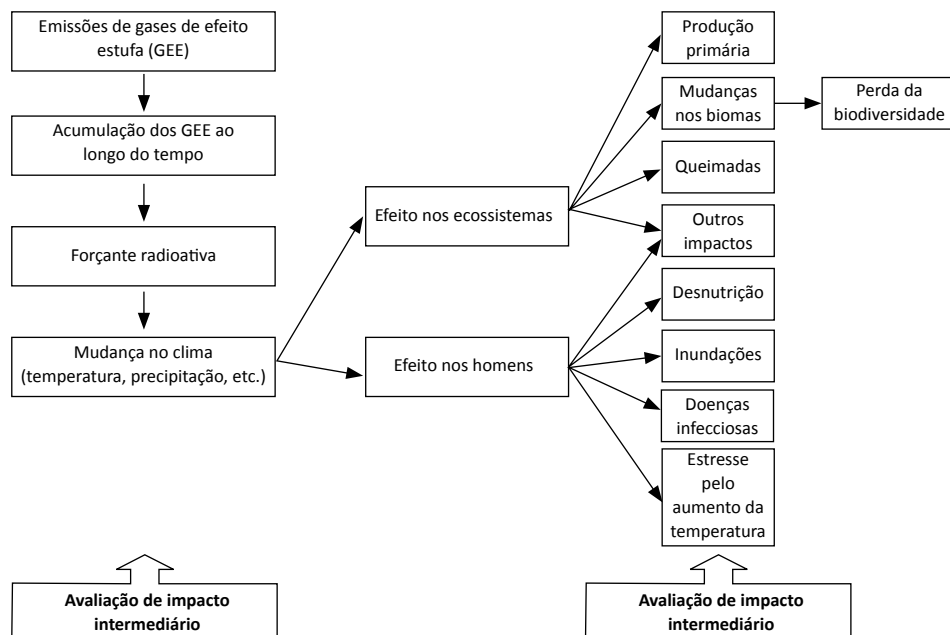 Emissões de gases de efeito
estufa (GEE)
Acumulação dos GEE ao
longo do tempo
Forçante radioativa
Mudança no clima
(temperatura, precipitação, etc.)
Efeito nos ecossistemas
Efeito nos homens
Produção
primária
Mudanças
nos biomas
Perda da
biodiversidade
Queimadas
Outros
impactos
Desnutrição
Inundações
Doenças
infecciosas
Estresse
pelo
aumento da
temperatura
Avaliação de impacto
intermediário
Avaliação de impacto
intermediário